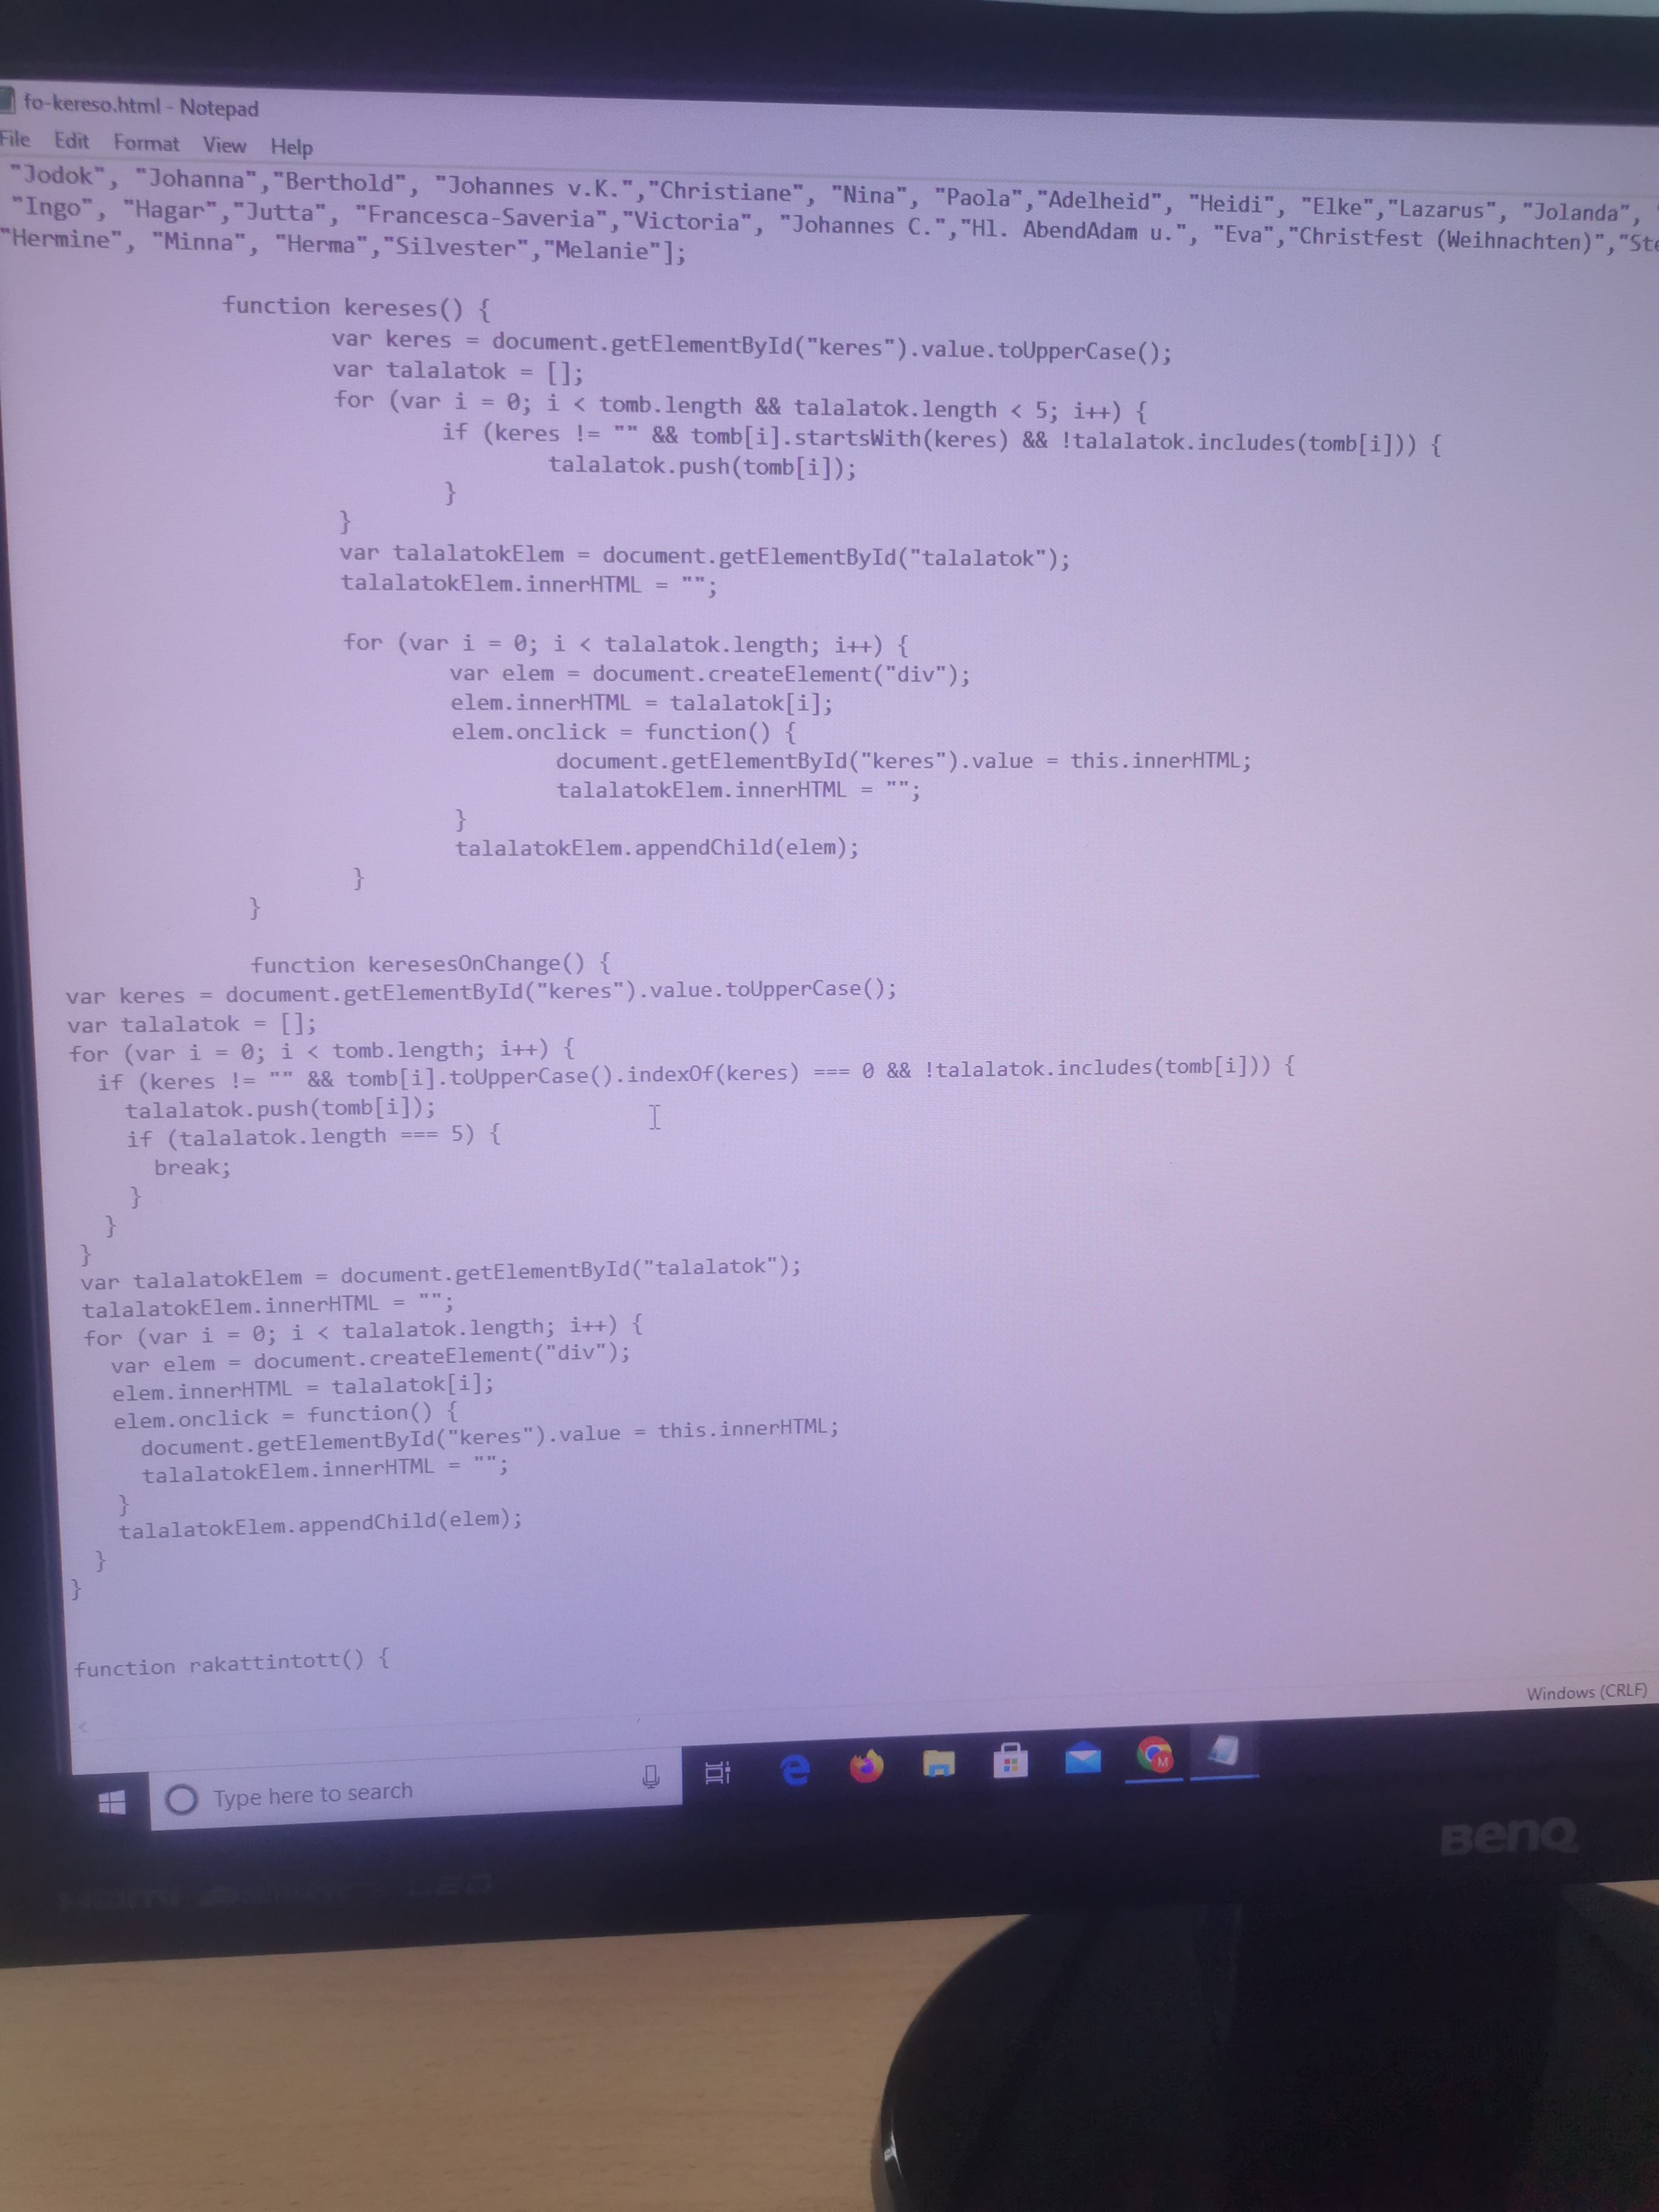 fo-kereso.html - Notepad
File Edit Format View Help
"Jodok", "Johanna","Berthold", "Johannes v.K.","Christiane", "Nina", "Paola","Adelheid", "Heidi", "Elke","Lazarus", "Jolanda",
"Ingo", "Hagar","Jutta", "Francesca-Saveria","Victoria", "Johannes C.","Hl. AbendAdam u.", "Eva","Christfest (Weihnachten)","Ste
"Hermine", "Minna", "Herma","Silvester","Melanie"];
function kereses() {
var keres = document.getElementById("keres").value.toUpperCase();
var talalatok = [];
for (var i = 0; i < tomb.length && talalatok.length < 5; i++) {
if (keres != "" && tomb[i].startsWith(keres) && !talalatok.includes(tomb[i])) {
talalatok.push(tomb[i]);
}
}
var talalatokElem = document.getElementById("talalatok");
talalatokElem.innerHTML = "";
for (var i = 0; i < talalatok.length; i++) {
var elem = document.createElement("div");
elem.innerHTML = talalatok[i];
elem.onclick = function() {
document.getElementById("keres").value = this.innerHTML;
talalatokElem.innerHTML = "";
}
talalatokElem.appendChild(elem);
}
}
function keresesOnChange() {
var keres = document.getElementById("keres").value.toUpperCase();
var talalatok = [];
for (var i = 0; i < tomb.length; i++) {
if (keres != "" && tomb[i].toUpperCase().indexOf(keres) === 0 && !talalatok.includes(tomb[i])) {
talalatok.push(tomb[i]);
if (talalatok.length === 5) {
break;
}
}
}
var talalatokElem = document.getElementById("talalatok");
talalatokElem.innerHTML = "";
for (var i = 0; i < talalatok.length; i++) {
var elem = document.createElement("div");
elem.innerHTML = talalatok[i];
elem.onclick = function() {
document.getElementById("keres").value = this.innerHTML;
talalatokElem.innerHTML = "";
}
talalatokElem.appendChild(elem);
}
}
function rakattintott() {
Windows (CRLF)
Type here to search
M
BenQ